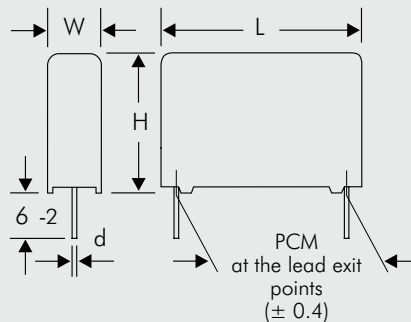 W
L
H
6 -2
d
PCM
at the lead exit
points
(± 0.4)